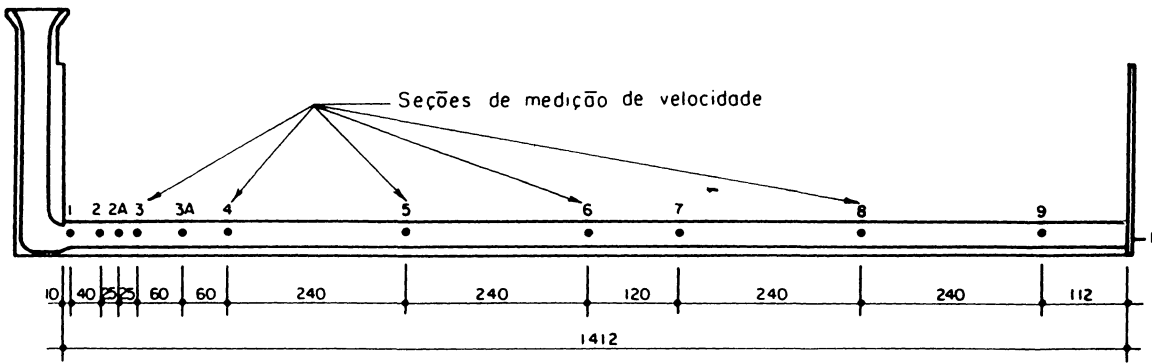 Seções de medição de velocidade
1 2 2A 3 3A 4 5 6 7 8 9
10 40 25 25 60 60 240 240 120 240 240 112
1412